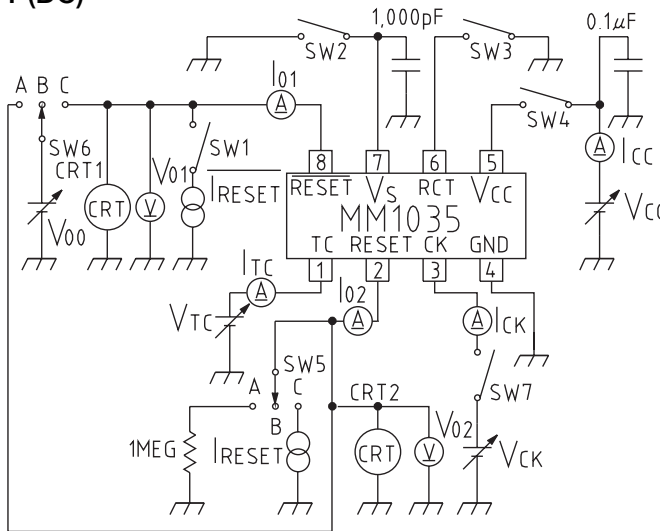 1,000pF
0.1µF
SW2
SW3
A B C
I01
A
SW4
SW6
SW1
A
ICC
CRT1
V01
8
7
6
5
CRT
V
IRESET
RESET
VS
RCT
VCC
V00
MM1035
TC
RESET
CK
GND
ITC
1
2
3
4
A
I02
VTC
A
A
ICK
SW5
A
C
CRT2
SW7
B
V02
1MEG
IRESET
CRT
V
VCK